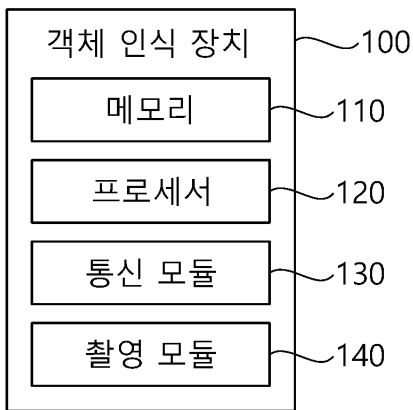 객체 인식 장치 100
메모리 110
프로세서 120
통신 모듈 130
촬영 모듈 140